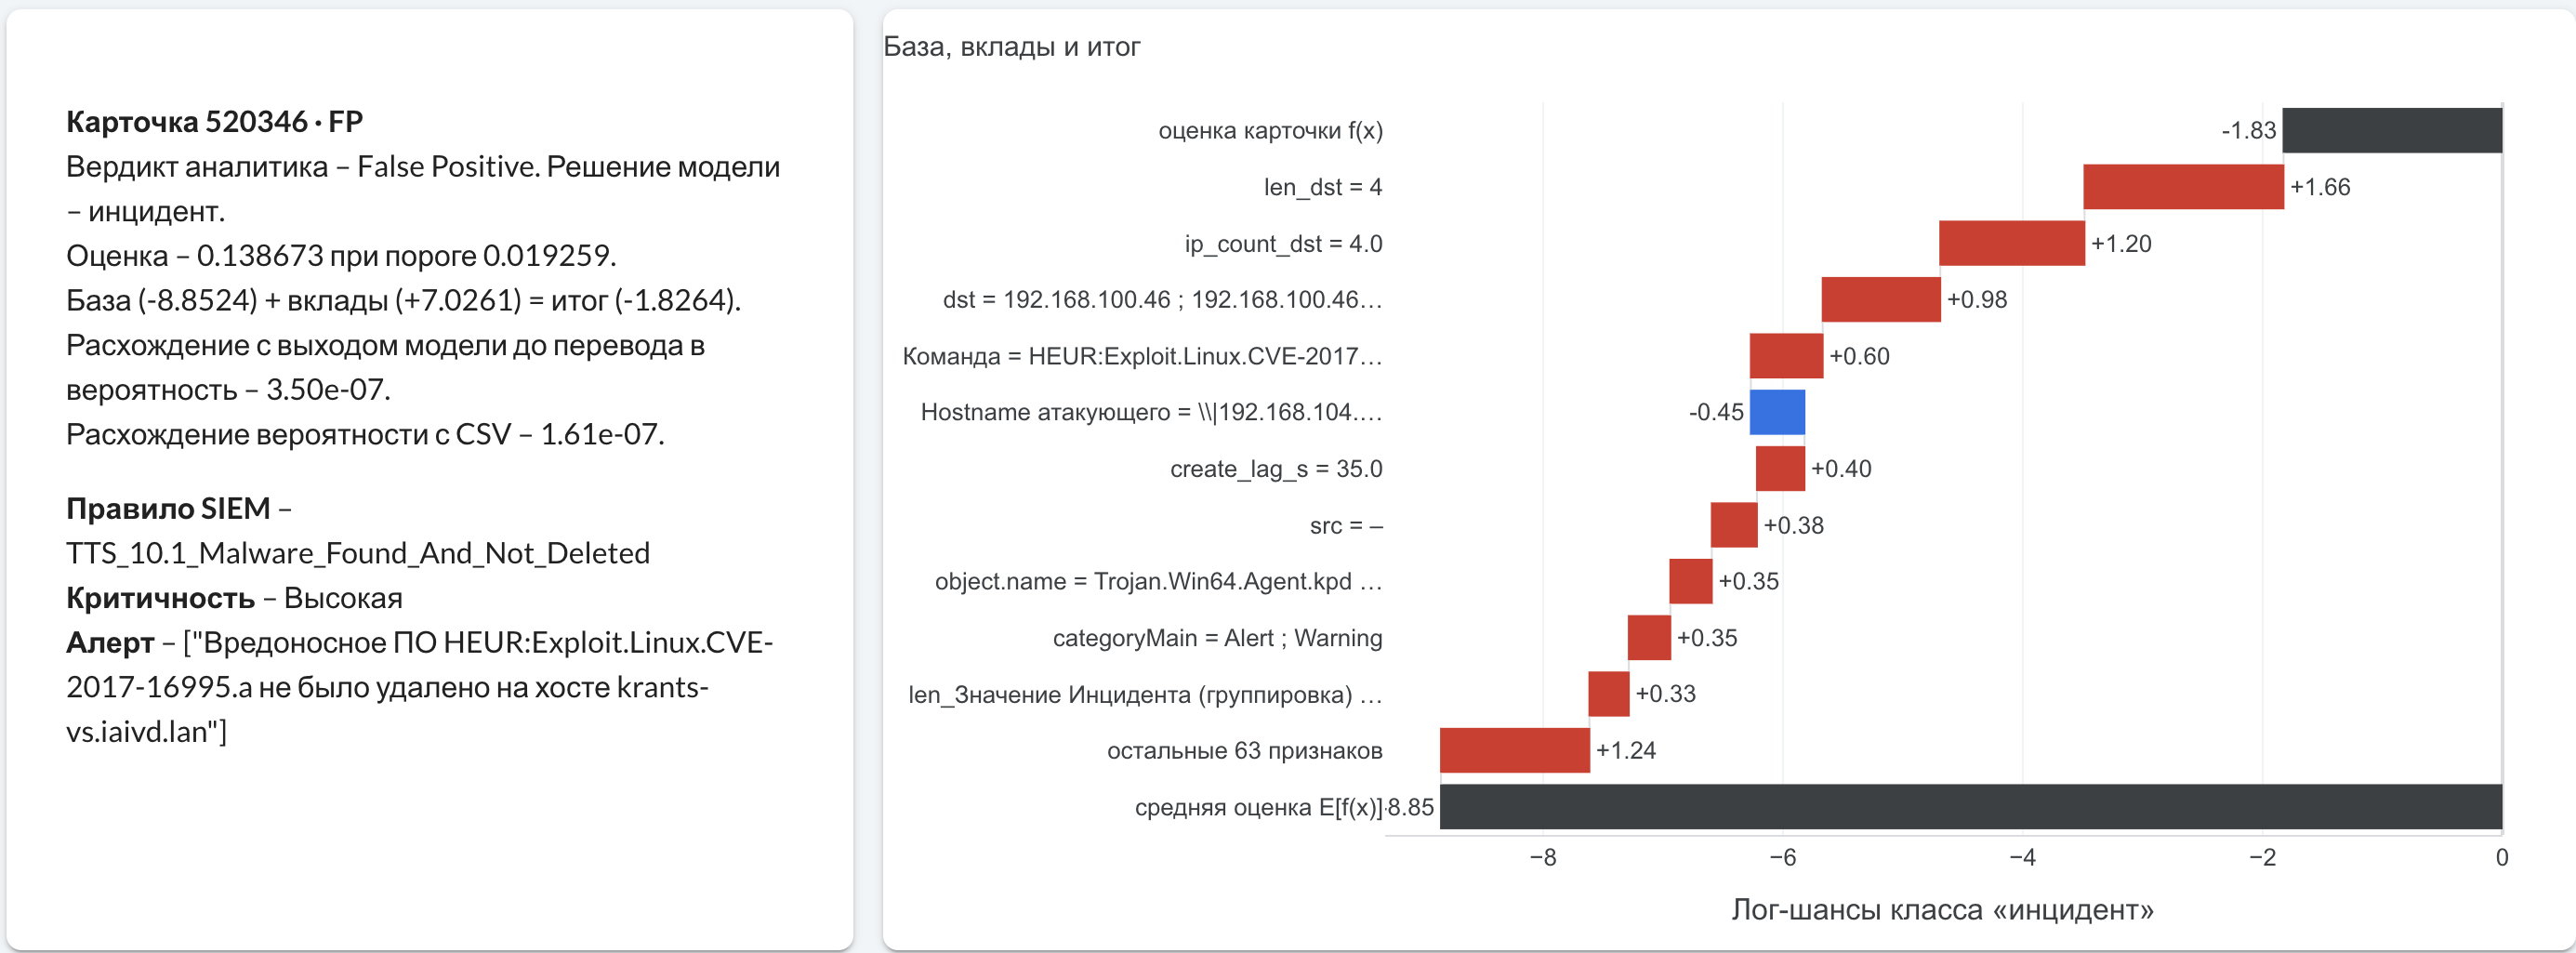 Карточка 520346 · FP
Вердикт аналитика – False Positive. Решение модели
– инцидент.
Оценка – 0.138673 при пороге 0.019259.
База (-8.8524) + вклады (+7.0261) = итог (-1.8264).
Расхождение с выходом модели до перевода в
вероятность – 3.50e-07.
Расхождение вероятности с CSV – 1.61e-07.
Правило SIEM –
TTS_10.1_Malware_Found_And_Not_Deleted
Критичность – Высокая
Алерт – ["Вредоносное ПО HEUR:Exploit.Linux.CVE-
2017-16995.a не было удалено на хосте krants-
vs.iaivd.lan"]
База, вклады и итог
оценка карточки f(x) -1.83
len_dst = 4 +1.66
ip_count_dst = 4.0 +1.20
dst = 192.168.100.46 ; 192.168.100.46… +0.98
Команда = HEUR:Exploit.Linux.CVE-2017… +0.60
Hostname атакующего = \\|192.168.104.… -0.45
create_lag_s = 35.0 +0.40
src = – +0.38
object.name = Trojan.Win64.Agent.kpd … +0.35
categoryMain = Alert ; Warning +0.35
len_Значение Инцидента (группировка) … +0.33
остальные 63 признаков +1.24
средняя оценка E[f(x)] -8.85
−8 −6 −4 −2 0
Лог-шансы класса «инцидент»